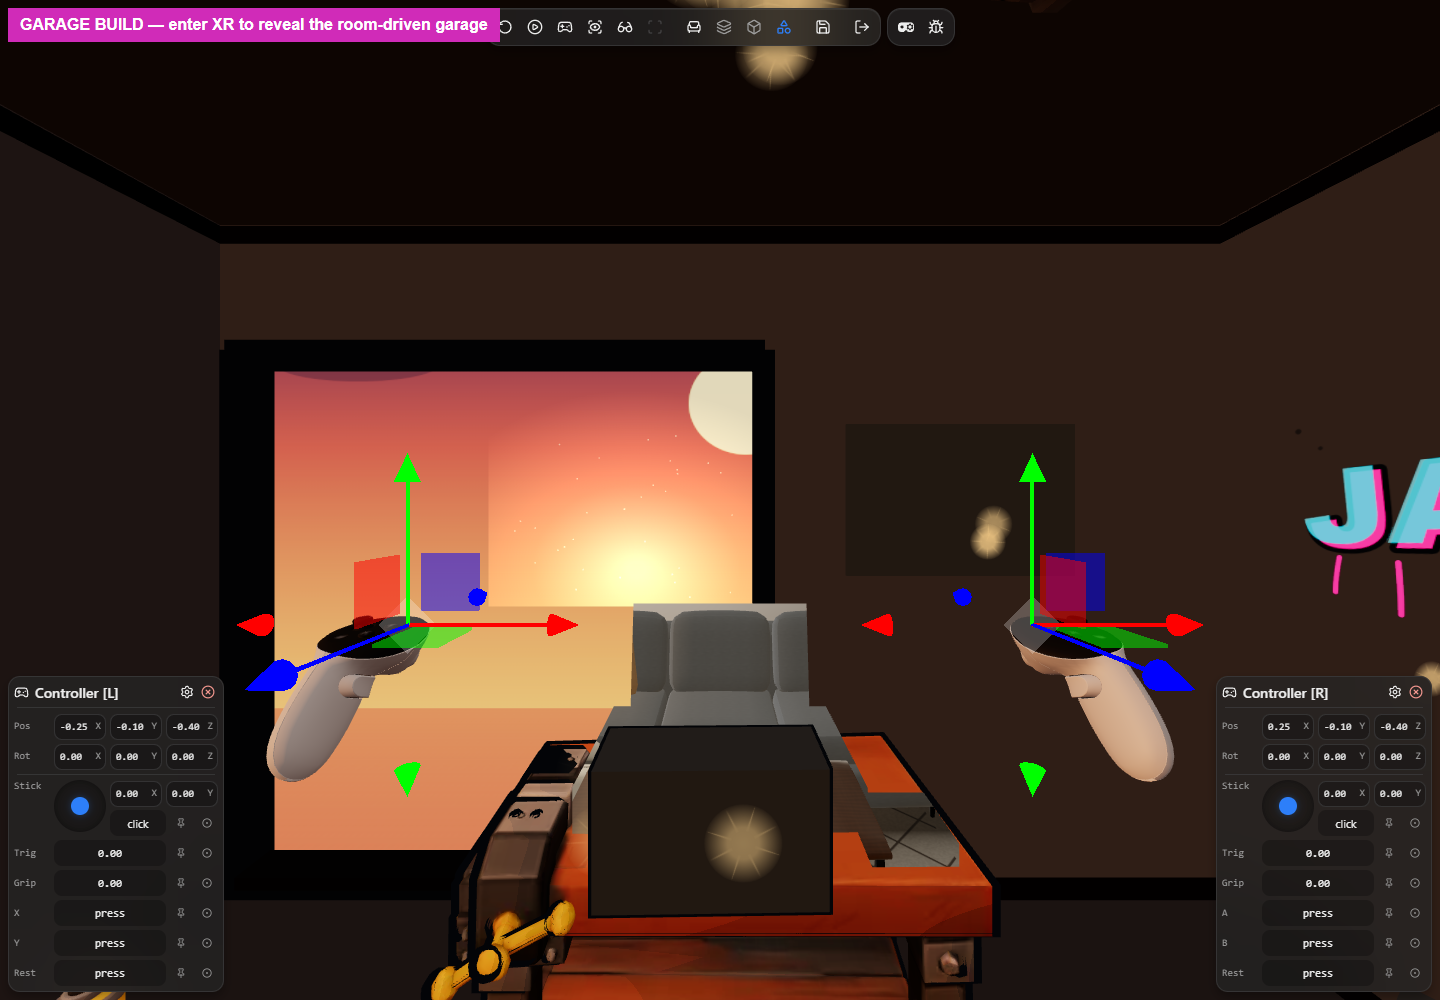 GARAGE BUILD — enter XR to reveal the room-driven garage
JA
Controller [L]
Pos -0.25 X -0.10 Y -0.40 Z
Rot 0.00 X 0.00 Y 0.00 Z
Stick 0.00 X 0.00 Y
click
Trig 0.00
Grip 0.00
X press
Y press
Rest press
Controller [R]
Pos 0.25 X -0.10 Y -0.40 Z
Rot 0.00 X 0.00 Y 0.00 Z
Stick 0.00 X 0.00 Y
click
Trig 0.00
Grip 0.00
A press
B press
Rest press